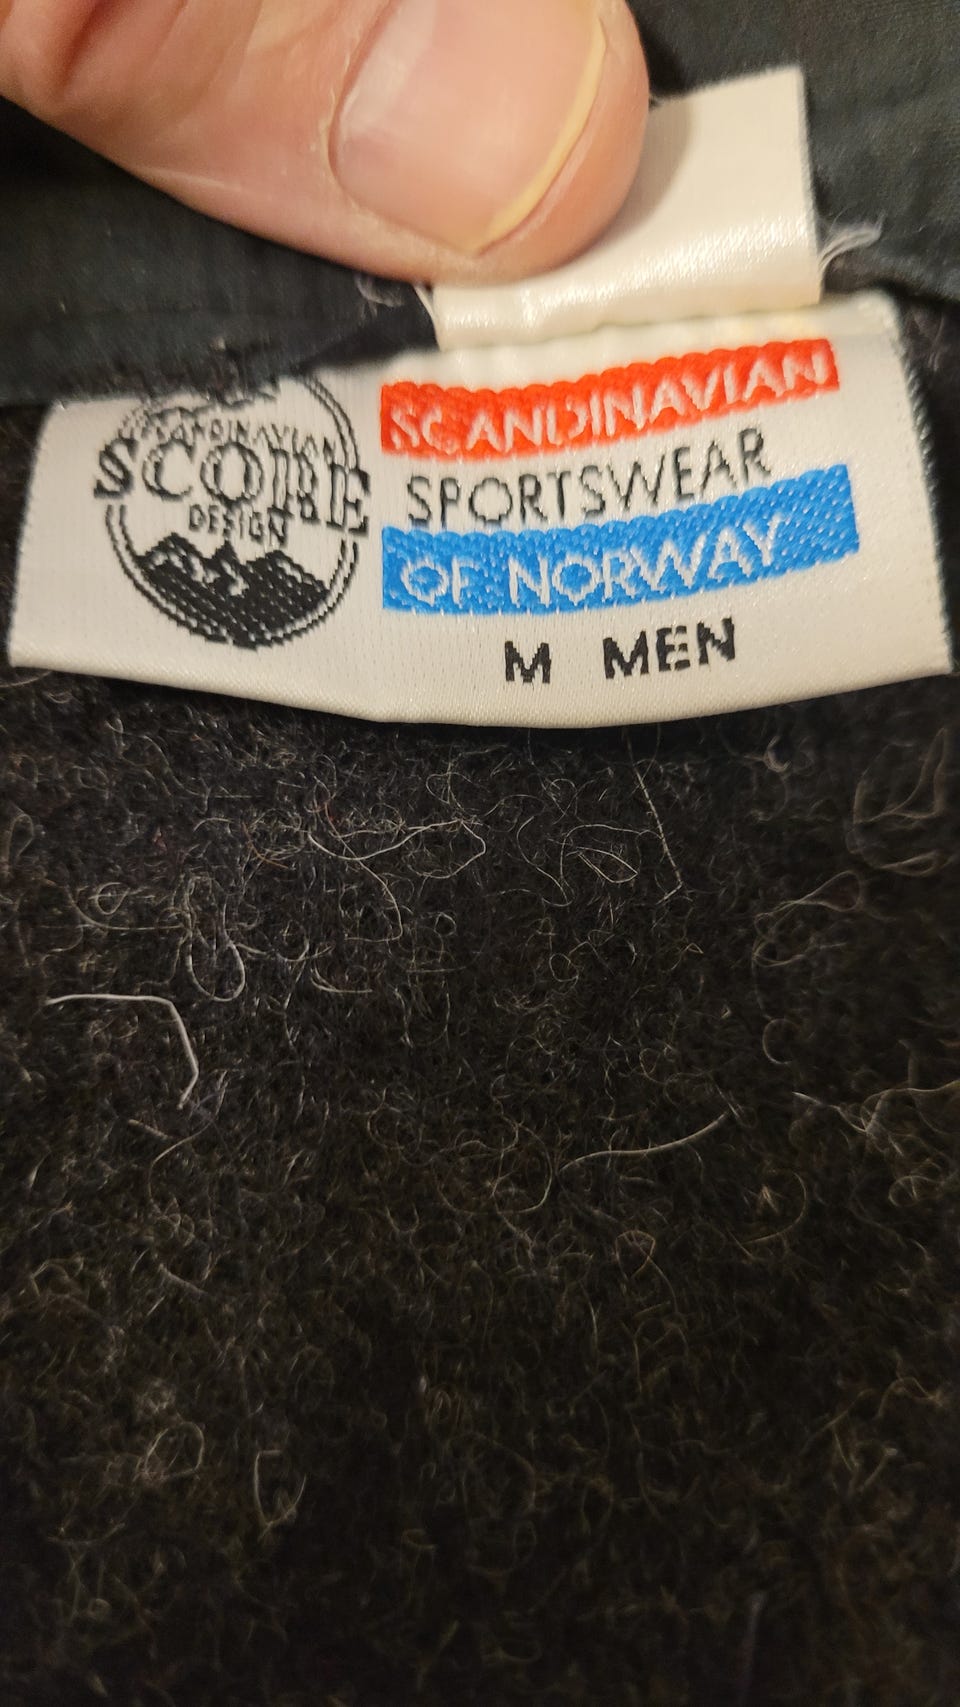 SCANDINAVIAN
SCORE
DESIGN
SCANDINAVIAN
SPORTSWEAR
OF NORWAY
M MEN